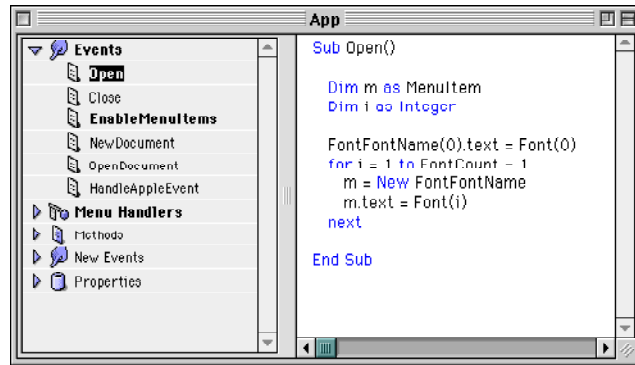 App
Events
Open
Close
EnableMenuItems
NewDocument
OpenDocument
HandleAppleEvent
Menu Handlers
Methods
New Events
Properties
Sub Open()
Dim m as MenuItem
Dim i as Integer
FontFontName(0).text = Font(0)
for i = 1 to FontCount - 1
m = New FontFontName
m.text = Font(i)
next
End Sub